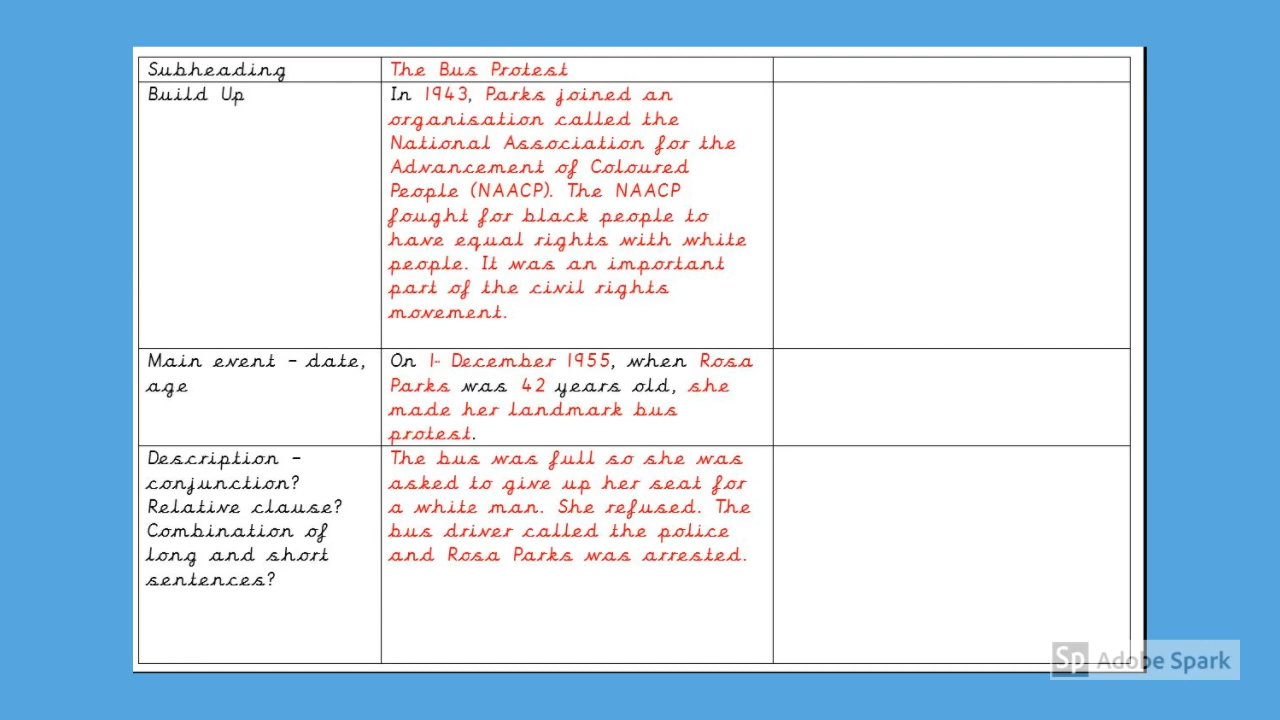 Subheading
The Bus Protest
Build Up
In 1943, Parks joined an
organisation called the
National Association for the
Advancement of Coloured
People (NAACP). The NAACP
fought for black people to
have equal rights with white
people. It was an important
part of the civil rights
movement.
Main event - date,
age
On 1- December 1955, when Rosa
Parks was 42 years old, she
made her landmark bus
protest.
Description -
conjunction?
Relative clause?
Combination of
long and short
sentences?
The bus was full so she was
asked to give up her seat for
a white man. She refused. The
bus driver called the police
and Rosa Parks was arrested.
Sp Adobe Spark